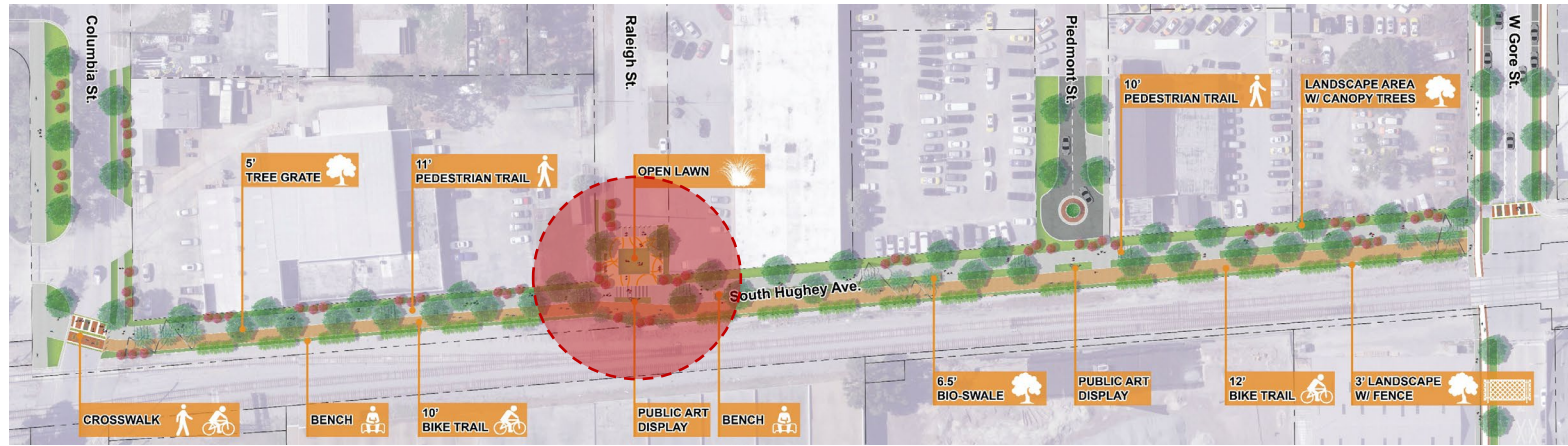 Columbia St.
Raleigh St.
Piedmont St.
W Gore St.
5'
TREE GRATE
11'
PEDESTRIAN TRAIL
OPEN LAWN
10'
PEDESTRIAN TRAIL
LANDSCAPE AREA
W/ CANOPY TREES
South Hughey Ave.
CROSSWALK
BENCH
10'
BIKE TRAIL
PUBLIC ART
DISPLAY
BENCH
6.5'
BIO-SWALE
PUBLIC ART
DISPLAY
12'
BIKE TRAIL
3' LANDSCAPE
W/ FENCE